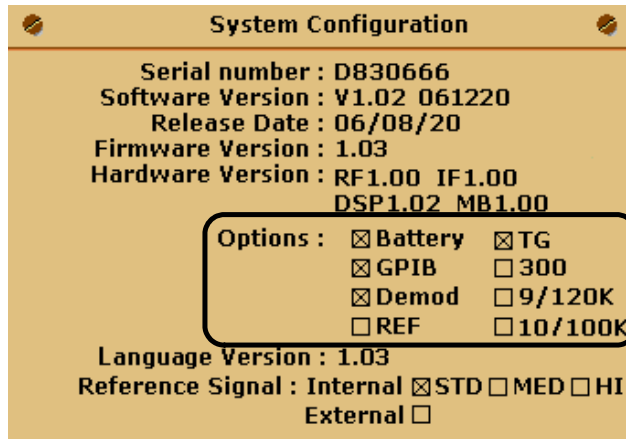 System Configuration
Serial number : D830666
Software Version : V1.02 061220
Release Date : 06/08/20
Firmware Version : 1.03
Hardware Version : RF1.00 IF1.00
DSP1.02 MB1.00
Options : ☒ Battery ☒ TG
☒ GPIB ☐ 300
☒ Demod ☐ 9/120K
☐ REF ☐ 10/100K
Language Version : 1.03
Reference Signal : Internal ☒ STD ☐ MED ☐ HI
External ☐